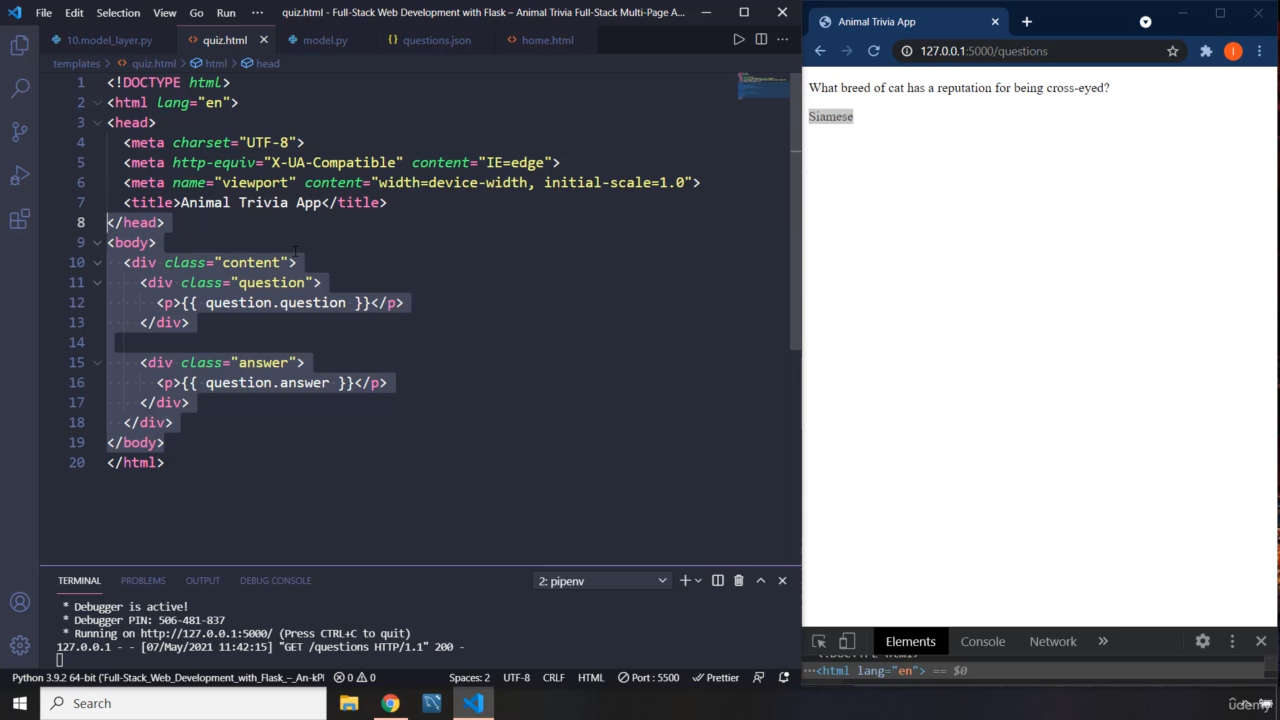 File Edit Selection View Go Run ··· quiz.html - Full-Stack Web Development with Flask – Animal Trivia Full-Stack Multi-Page A...
10.model_layer.py quiz.html model.py questions.json home.html
templates > quiz.html > html > head
1 <!DOCTYPE html>
2 <html lang="en">
3 <head>
4 <meta charset="UTF-8">
5 <meta http-equiv="X-UA-Compatible" content="IE=edge">
6 <meta name="viewport" content="width=device-width, initial-scale=1.0">
7 <title>Animal Trivia App</title>
8 </head>
9 <body>
10 <div class="content">
11 <div class="question">
12 <p>{{ question.question }}</p>
13 </div>
14
15 <div class="answer">
16 <p>{{ question.answer }}</p>
17 </div>
18 </div>
19 </body>
20 </html>
TERMINAL PROBLEMS OUTPUT DEBUG CONSOLE 2: pipenv
* Debugger is active!
* Debugger PIN: 506-481-837
* Running on http://127.0.0.1:5000/ (Press CTRL+C to quit)
127.0.0.1 - - [07/May/2021 11:42:15] "GET /questions HTTP/1.1" 200 -
Python 3.9.2 64-bit ('Full-Stack_Web_Development_with_Flask_–_An-kPl 0 0 Spaces: 2 UTF-8 CRLF HTML Port : 5500 Prettier
Search
Animal Trivia App
127.0.0.1:5000/questions
What breed of cat has a reputation for being cross-eyed?
Siamese
Elements Console Network
<html lang="en"> == $0
udemy